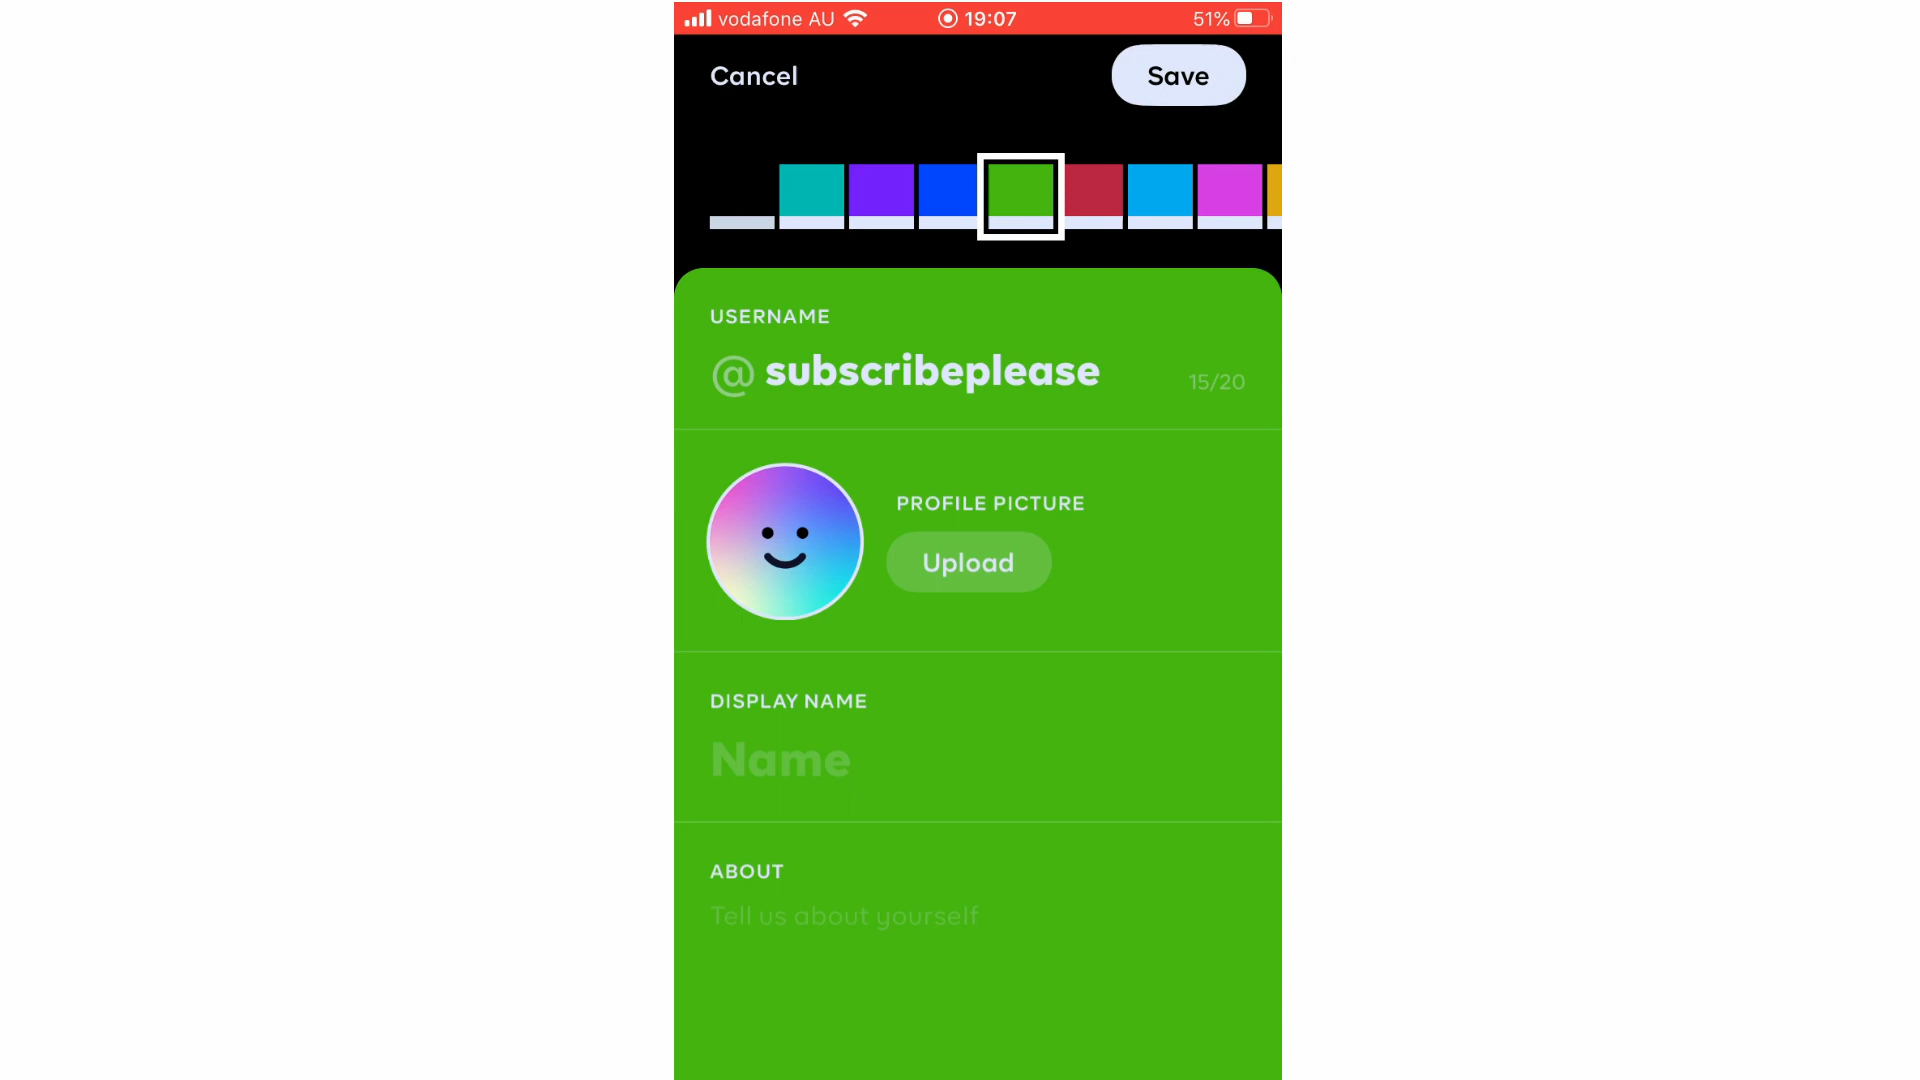 vodafone AU 19:07 51%
Cancel Save
USERNAME
@ subscribeplease 15/20
PROFILE PICTURE
Upload
DISPLAY NAME
Name
ABOUT
Tell us about yourself